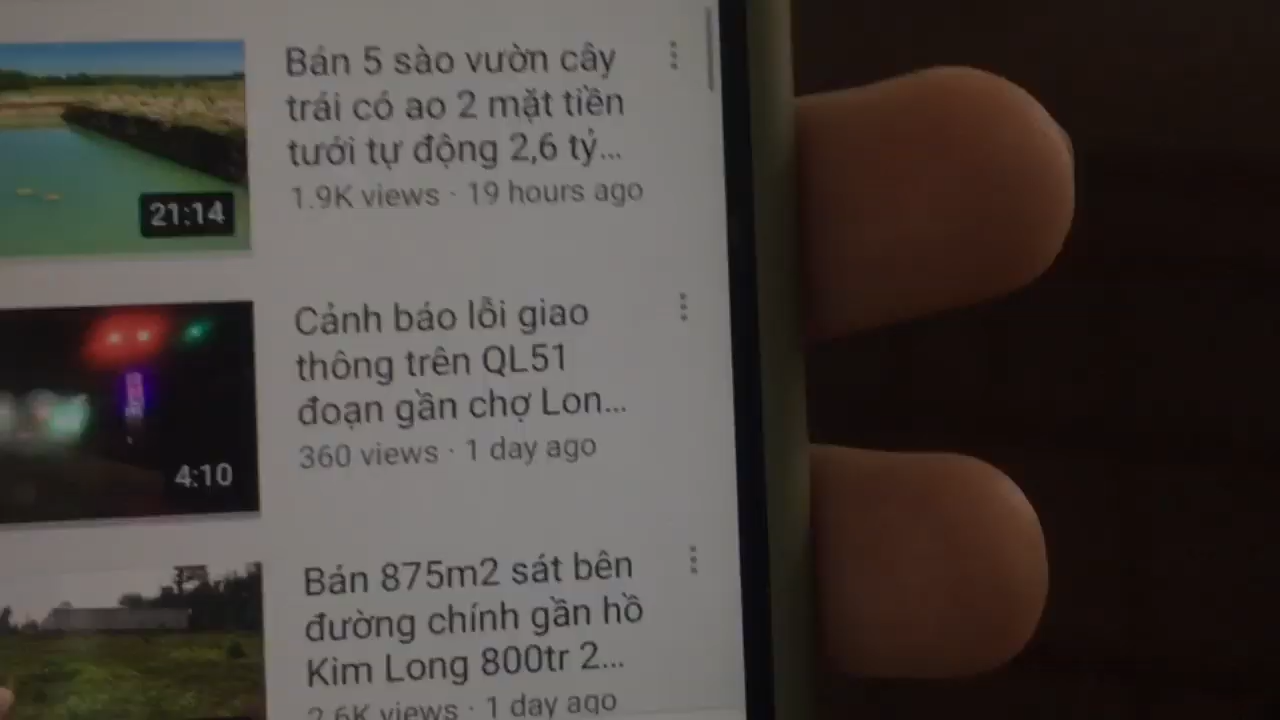 Bán 5 sào vườn cây
trái có ao 2 mặt tiền
tưới tự động 2,6 tỷ...
1.9K views · 19 hours ago
21:14
Cảnh báo lỗi giao
thông trên QL51
đoạn gần chợ Lon...
360 views · 1 day ago
4:10
Bán 875m2 sát bên
đường chính gần hồ
Kim Long 800tr 2...
2.6K views · 1 day ago